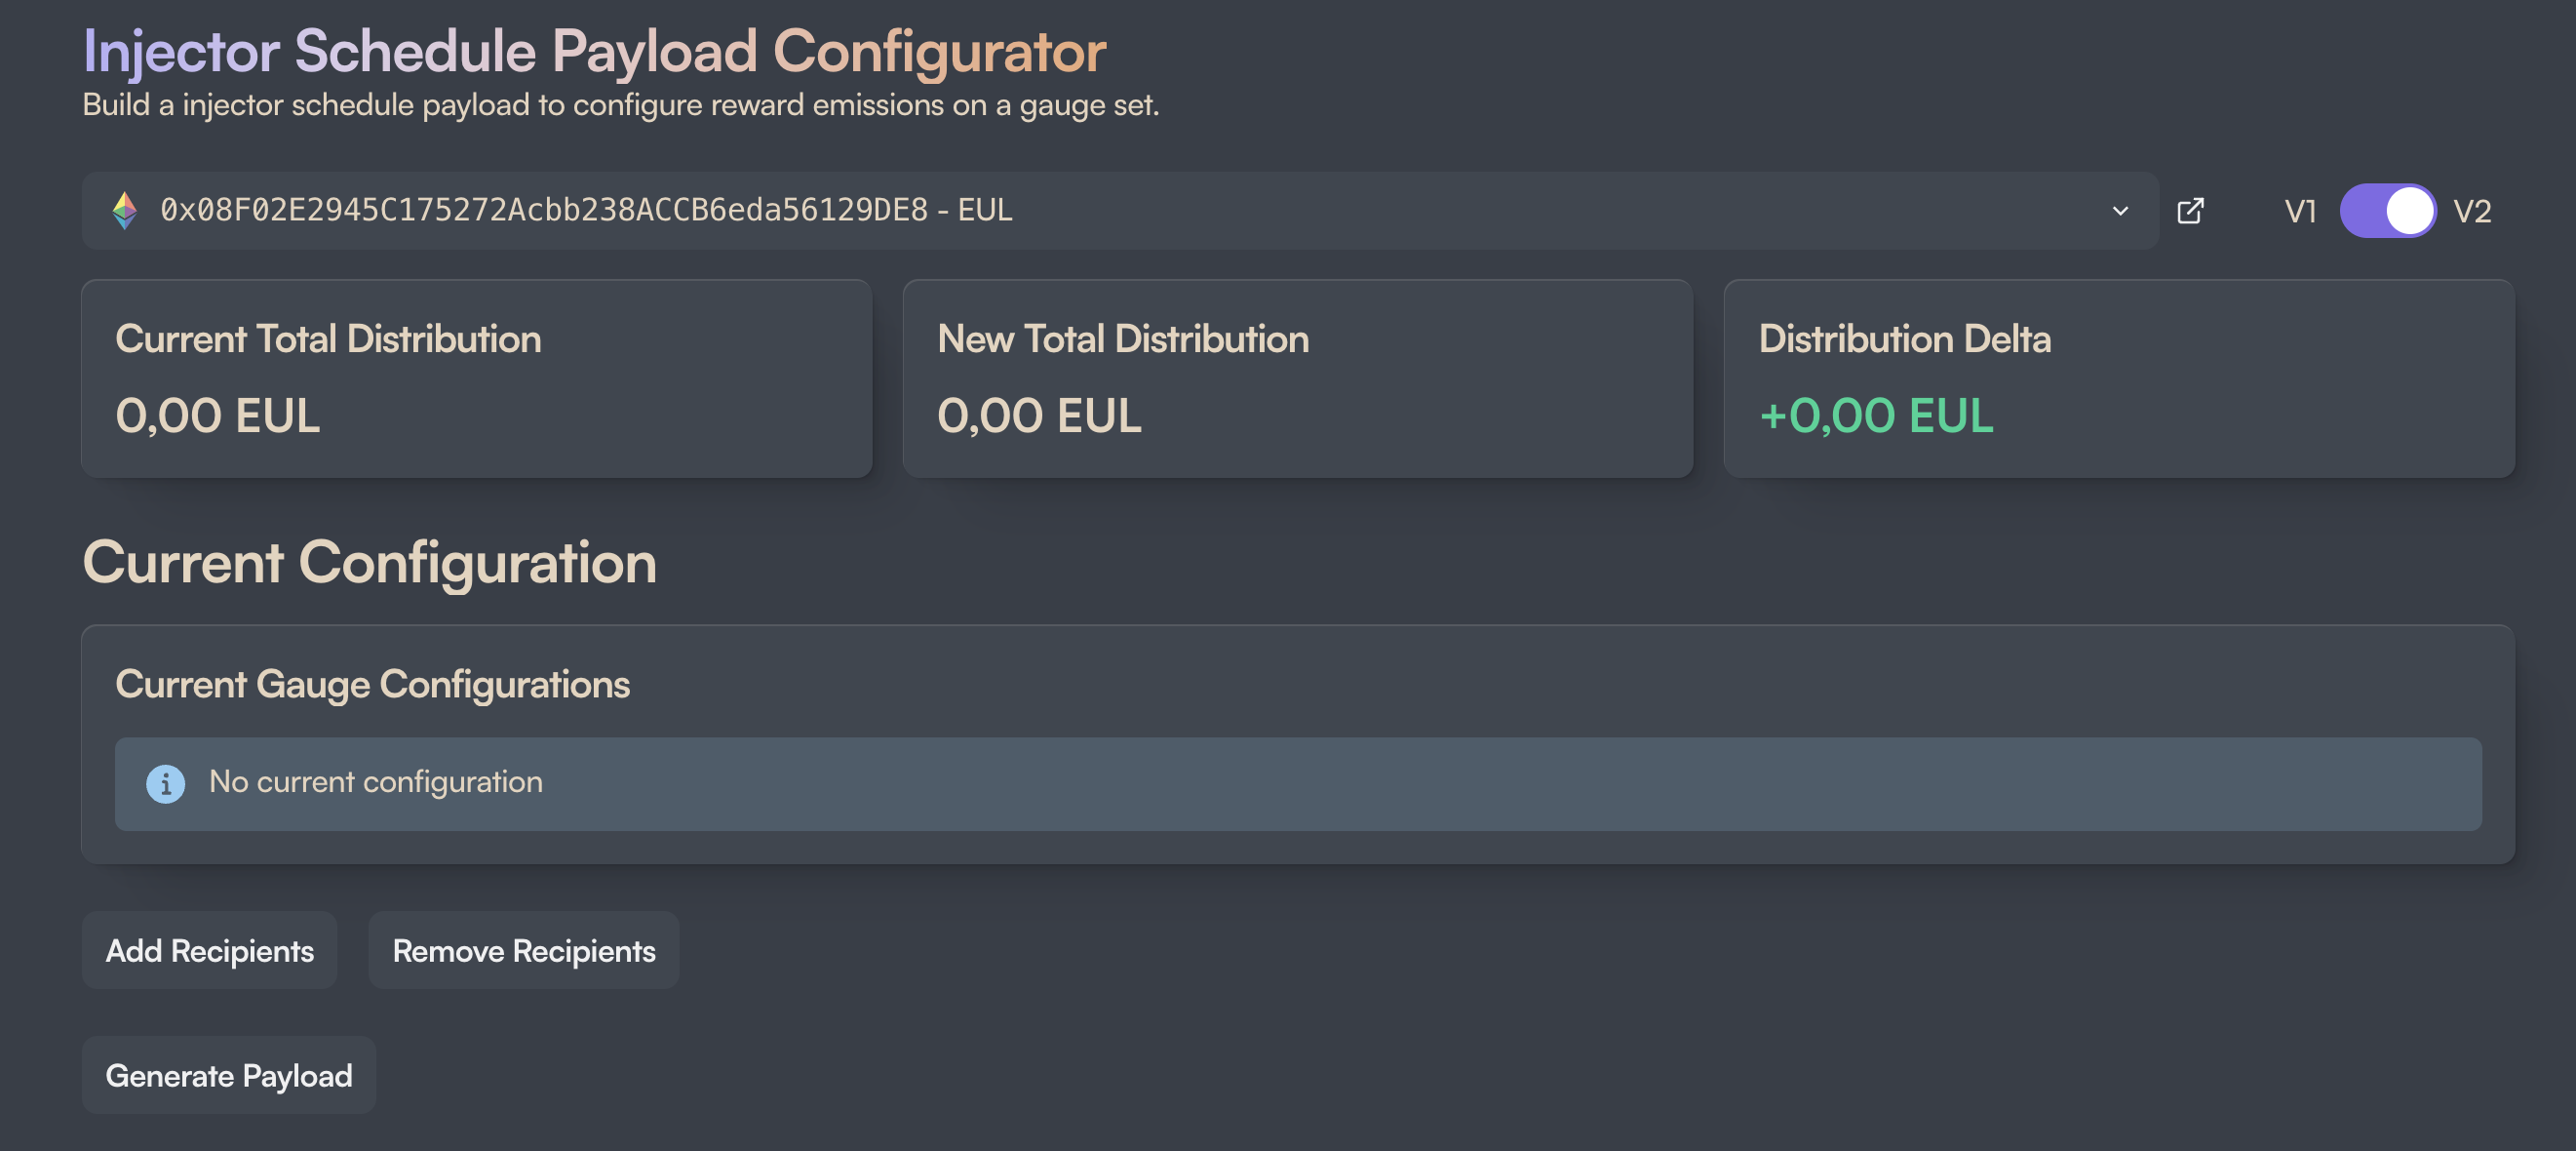 Injector Schedule Payload Configurator
Build a injector schedule payload to configure reward emissions on a gauge set.
0x08F02E2945C175272Acbb238ACCB6eda56129DE8 - EUL
V1 V2
Current Total Distribution
0,00 EUL
New Total Distribution
0,00 EUL
Distribution Delta
+0,00 EUL
Current Configuration
Current Gauge Configurations
No current configuration
Add Recipients
Remove Recipients
Generate Payload